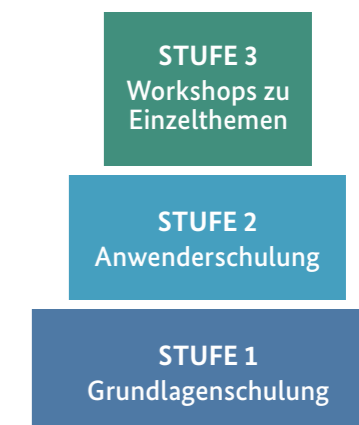 STUFE 3
Workshops zu
Einzelthemen
STUFE 2
Anwenderschulung
STUFE 1
Grundlagenschulung